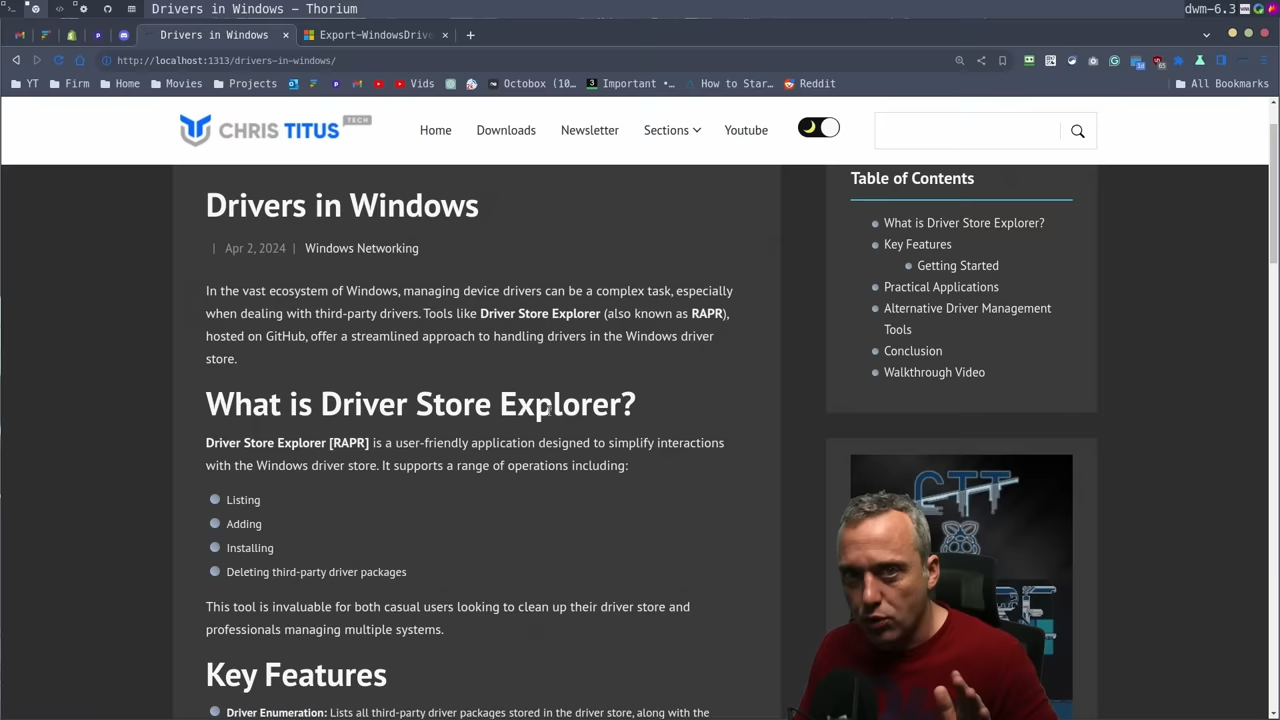 Drivers in Windows - Thorium
dwm-6.3
Drivers in Windows
Export-WindowsDrive
http://localhost:1313/drivers-in-windows/
YT
Firm
Home
Movies
Projects
Vids
Octobox (10...
Important •...
How to Star...
Reddit
All Bookmarks
CHRIS TITUS TECH
Home
Downloads
Newsletter
Sections
Youtube
Drivers in Windows
| Apr 2, 2024 | Windows Networking
In the vast ecosystem of Windows, managing device drivers can be a complex task, especially
when dealing with third-party drivers. Tools like Driver Store Explorer (also known as RAPR),
hosted on GitHub, offer a streamlined approach to handling drivers in the Windows driver
store.
What is Driver Store Explorer?
Driver Store Explorer [RAPR] is a user-friendly application designed to simplify interactions
with the Windows driver store. It supports a range of operations including:
Listing
Adding
Installing
Deleting third-party driver packages
This tool is invaluable for both casual users looking to clean up their driver store and
professionals managing multiple systems.
Key Features
Driver Enumeration: Lists all third-party driver packages stored in the driver store, along with the
Table of Contents
What is Driver Store Explorer?
Key Features
Getting Started
Practical Applications
Alternative Driver Management
Tools
Conclusion
Walkthrough Video
CTT